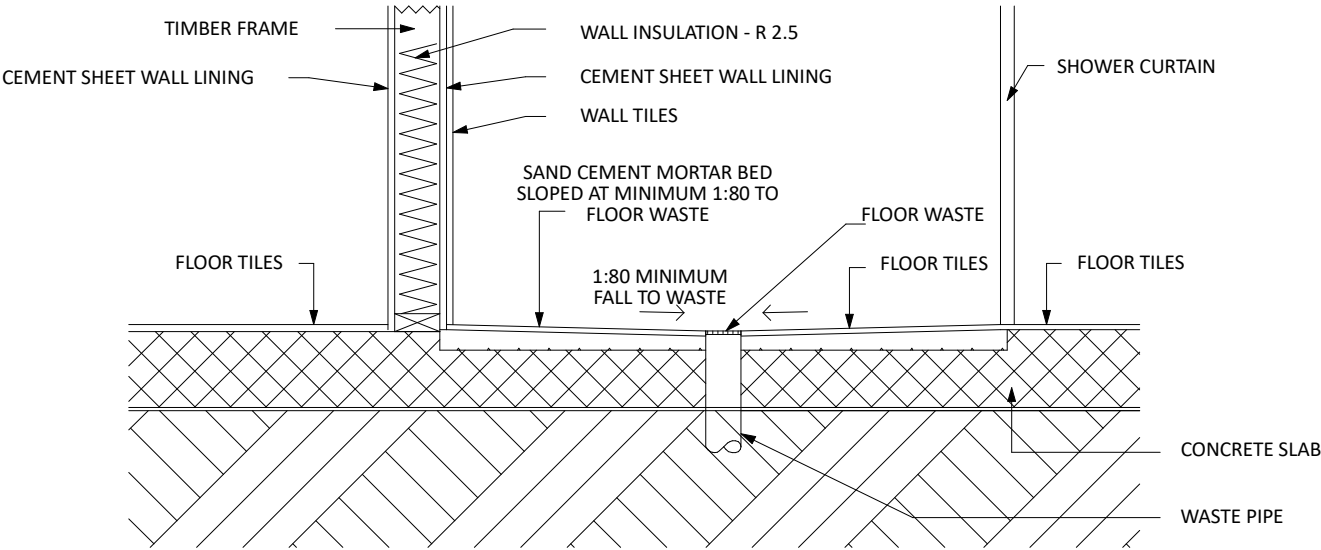 TIMBER FRAME
WALL INSULATION - R 2.5
CEMENT SHEET WALL LINING
CEMENT SHEET WALL LINING
SHOWER CURTAIN
WALL TILES
SAND CEMENT MORTAR BED
SLOPED AT MINIMUM 1:80 TO
FLOOR WASTE
FLOOR WASTE
FLOOR TILES
1:80 MINIMUM
FALL TO WASTE
FLOOR TILES
FLOOR TILES
CONCRETE SLAB
WASTE PIPE